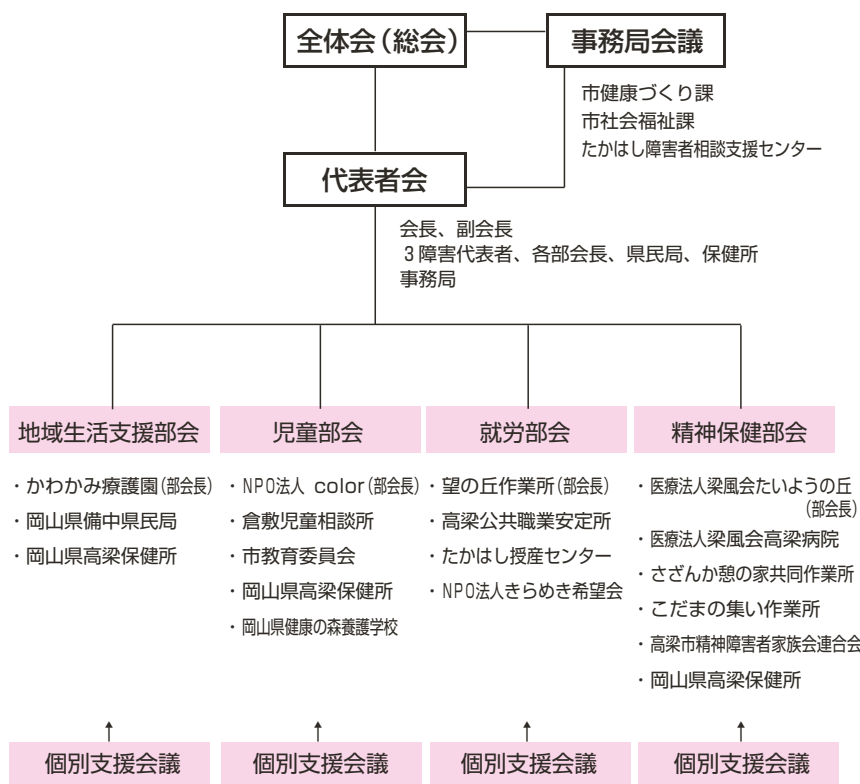 全体会（総会）
事務局会議
市健康づくり課
市社会福祉課
たかはし障害者相談支援センター
代表者会
会長、副会長
３障害代表者、各部会長、県民局、保健所
事務局
地域生活支援部会
・かわかみ療護園（部会長）
・岡山県備中県民局
・岡山県高梁保健所
児童部会
・NPO法人 color（部会長）
・倉敷児童相談所
・市教育委員会
・岡山県高梁保健所
・岡山県健康の森養護学校
就労部会
・望の丘作業所（部会長）
・高梁公共職業安定所
・たかはし授産センター
・NPO法人きらめき希望会
精神保健部会
・医療法人梁風会たいようの丘
（部会長）
・医療法人梁風会高梁病院
・さざんか憩の家共同作業所
・こだまの集い作業所
・高梁市精神障害者家族会連合会
・岡山県高梁保健所
個別支援会議
個別支援会議
個別支援会議
個別支援会議